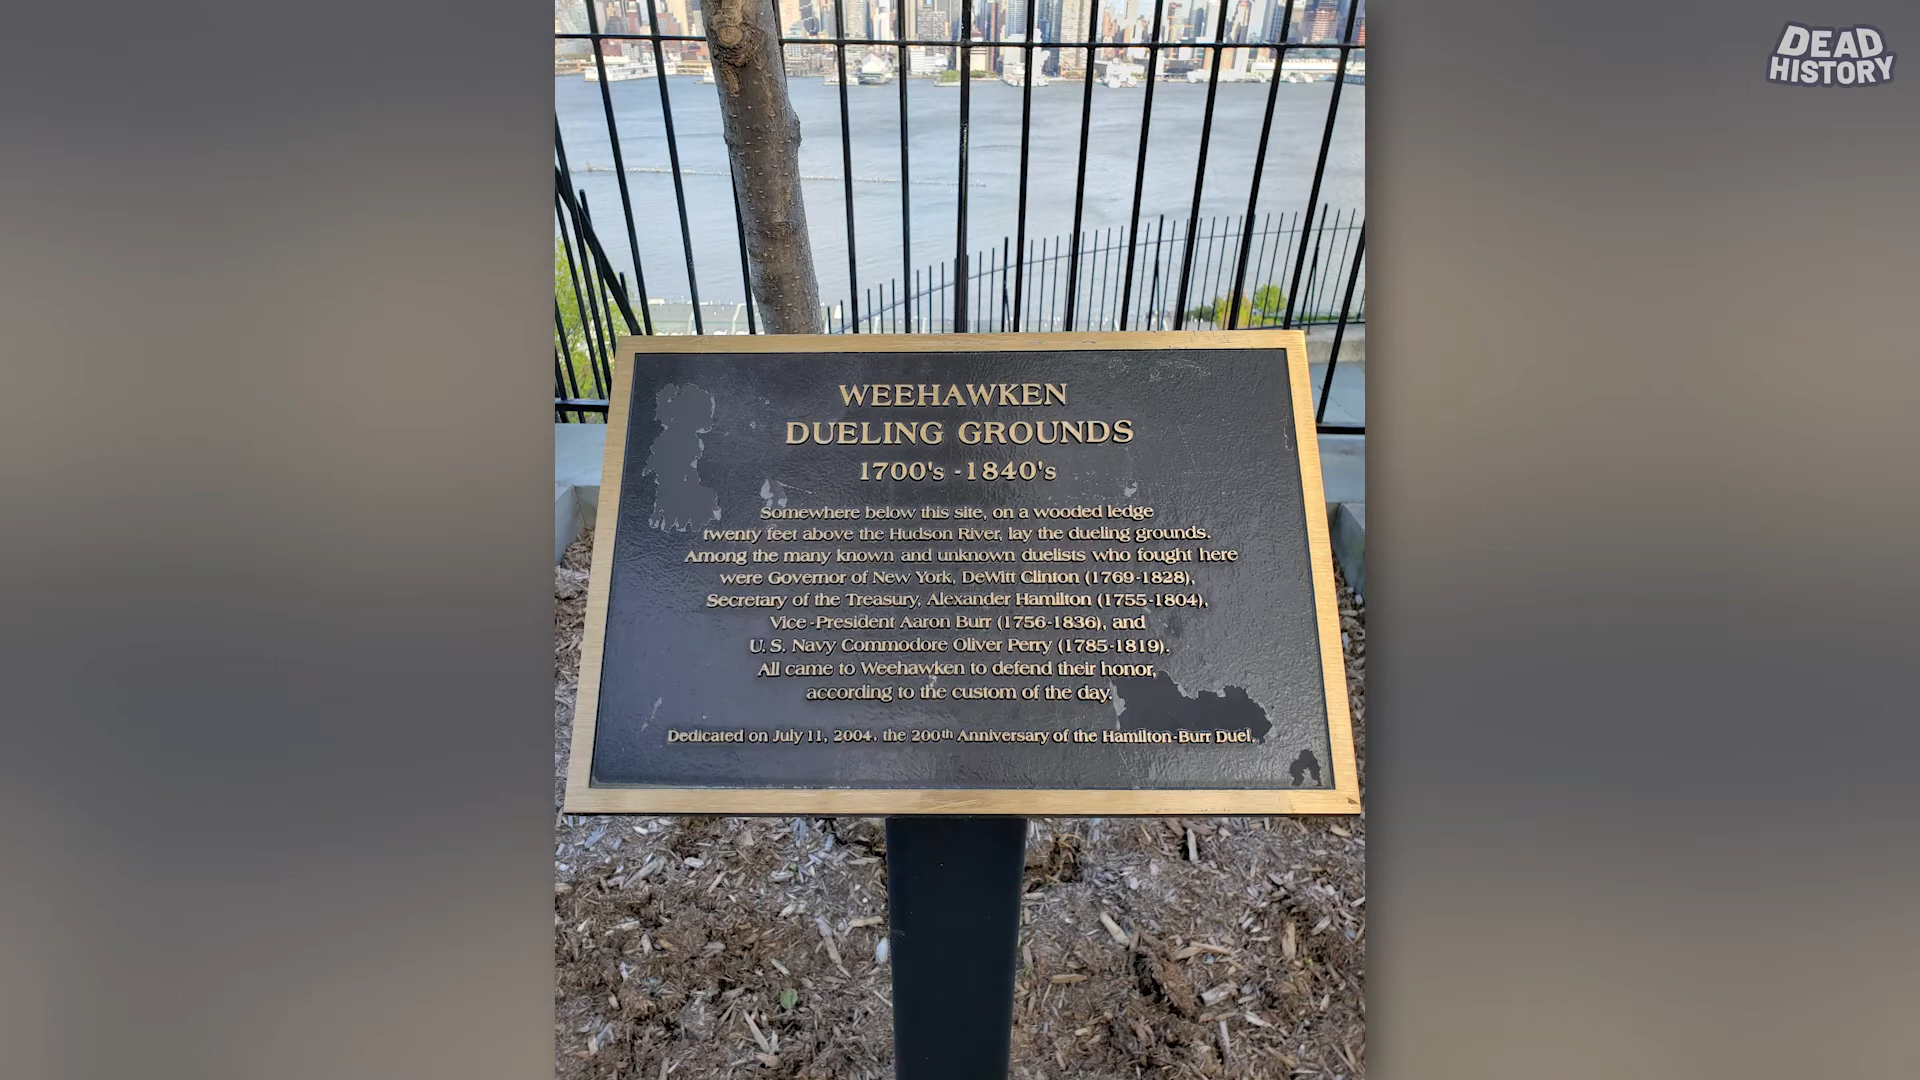 DEAD
HISTORY
WEEHAWKEN
DUELING GROUNDS
1700's - 1840's
Somewhere below this site, on a wooded ledge
twenty feet above the Hudson River, lay the dueling grounds.
Among the many known and unknown duelists who fought here
were Governor of New York, DeWitt Clinton (1769-1828),
Secretary of the Treasury, Alexander Hamilton (1755-1804),
Vice-President Aaron Burr (1756-1836), and
U. S. Navy Commodore Oliver Perry (1785-1819).
All came to Weehawken to defend their honor,
according to the custom of the day.
Dedicated on July 11, 2004, the 200th Anniversary of the Hamilton-Burr Duel.